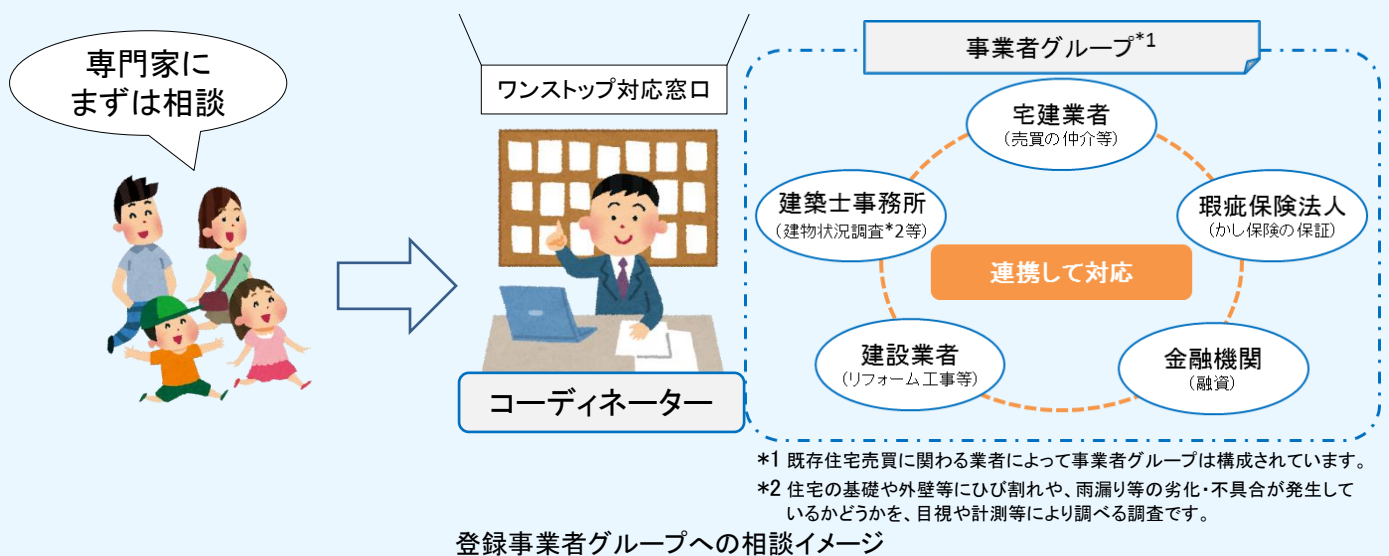 専門家に
まずは相談
ワンストップ対応窓口
コーディネーター
事業者グループ*1
宅建業者
(売買の仲介等)
建築士事務所
(建物状況調査*2等)
瑕疵保険法人
(かし保険の保証)
連携して対応
建設業者
(リフォーム工事等)
金融機関
(融資)
*1 既存住宅売買に関わる業者によって事業者グループは構成されています。
*2 住宅の基礎や外壁等にひび割れや、雨漏り等の劣化・不具合が発生して
いるかどうかを、目視や計測等により調べる調査です。
登録事業者グループへの相談イメージ